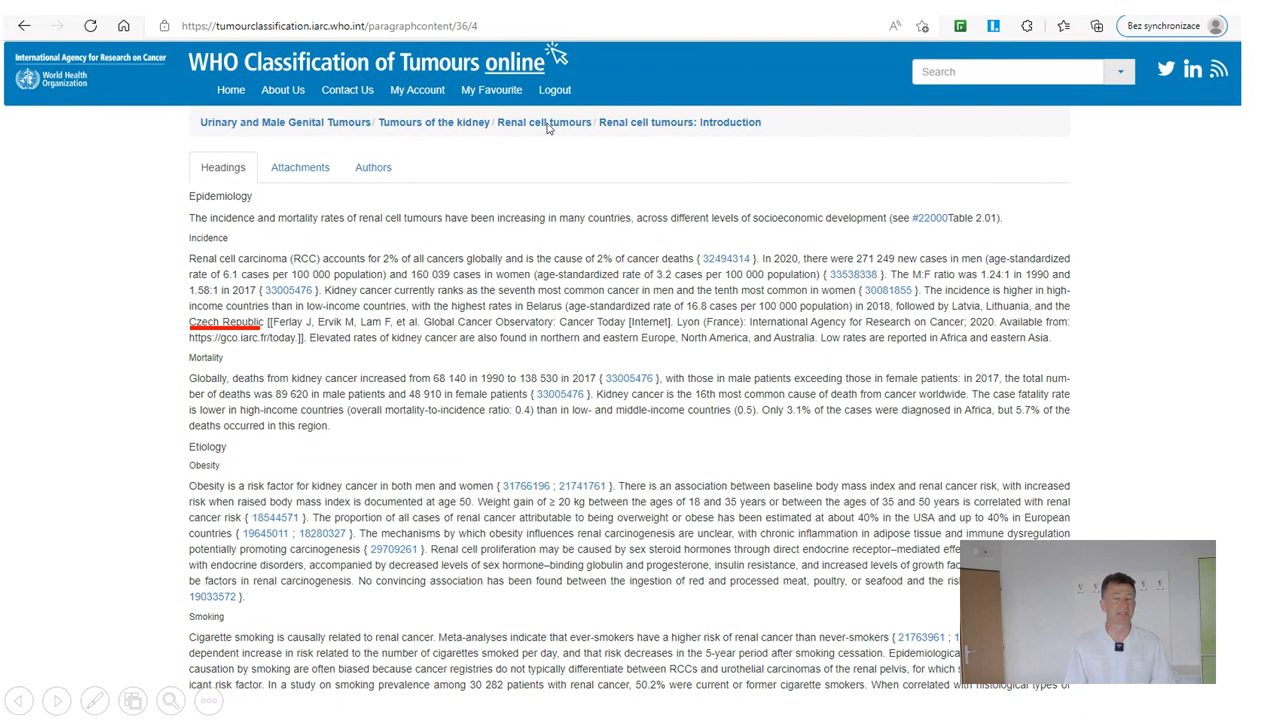 https://tumourclassification.iarc.who.int/paragraphcontent/36/4
Bez synchronizace
International Agency for Research on Cancer
World Health
Organization
WHO Classification of Tumours online
Home About Us Contact Us My Account My Favourite Logout
Search
Urinary and Male Genital Tumours / Tumours of the kidney / Renal cell tumours / Renal cell tumours: Introduction
Headings Attachments Authors
Epidemiology
The incidence and mortality rates of renal cell tumours have been increasing in many countries, across different levels of socioeconomic development (see #22000Table 2.01).
Incidence
Renal cell carcinoma (RCC) accounts for 2% of all cancers globally and is the cause of 2% of cancer deaths { 32494314 }. In 2020, there were 271 249 new cases in men (age-standardized
rate of 6.1 cases per 100 000 population) and 160 039 cases in women (age-standardized rate of 3.2 cases per 100 000 population) { 33538338 }. The M:F ratio was 1.24:1 in 1990 and
1.58:1 in 2017 { 33005476 }. Kidney cancer currently ranks as the seventh most common cancer in men and the tenth most common in women { 30081855 }. The incidence is higher in high-
income countries than in low-income countries, with the highest rates in Belarus (age-standardized rate of 16.8 cases per 100 000 population) in 2018, followed by Latvia, Lithuania, and the
Czech Republic [[Ferlay J, Ervik M, Lam F, et al. Global Cancer Observatory: Cancer Today [Internet]. Lyon (France): International Agency for Research on Cancer; 2020. Available from:
https://gco.iarc.fr/today.]]. Elevated rates of kidney cancer are also found in northern and eastern Europe, North America, and Australia. Low rates are reported in Africa and eastern Asia.
Mortality
Globally, deaths from kidney cancer increased from 68 140 in 1990 to 138 530 in 2017 { 33005476 }, with those in male patients exceeding those in female patients: in 2017, the total num-
ber of deaths was 89 620 in male patients and 48 910 in female patients { 33005476 }. Kidney cancer is the 16th most common cause of death from cancer worldwide. The case fatality rate
is lower in high-income countries (overall mortality-to-incidence ratio: 0.4) than in low- and middle-income countries (0.5). Only 3.1% of the cases were diagnosed in Africa, but 5.7% of the
deaths occurred in this region.
Etiology
Obesity
Obesity is a risk factor for kidney cancer in both men and women { 31766196 ; 21741761 }. There is an association between baseline body mass index and renal cancer risk, with increased
risk when raised body mass index is documented at age 50. Weight gain of ≥ 20 kg between the ages of 18 and 35 years or between the ages of 35 and 50 years is correlated with renal
cancer risk { 18544571 }. The proportion of all cases of renal cancer attributable to being overweight or obese has been estimated at about 40% in the USA and up to 40% in European
countries { 19645011 ; 18280327 }. The mechanisms by which obesity influences renal carcinogenesis are unclear, with chronic inflammation in adipose tissue and immune dysregulation
potentially promoting carcinogenesis { 29709261 }. Renal cell proliferation may be caused by sex steroid hormones through direct endocrine receptor–mediated
with endocrine disorders, accompanied by decreased levels of sex hormone–binding globulin and progesterone, insulin resistance, and increased levels of growth
be factors in renal carcinogenesis. No convincing association has been found between the ingestion of red and processed meat, poultry, or seafood and the
19033572 }.
Smoking
Cigarette smoking is causally related to renal cancer. Meta-analyses indicate that ever-smokers have a higher risk of renal cancer than never-smokers { 21763961 ;
dependent increase in risk related to the number of cigarettes smoked per day, and that risk decreases in the 5-year period after smoking cessation.
causation by smoking are often biased because cancer registries do not typically differentiate between RCCs and urothelial carcinomas of the renal pelvis, for which
icant risk factor. In a study on smoking prevalence among 30 282 patients with renal cancer, 50.2% were current or former cigarette smokers. When correlated with histological types of